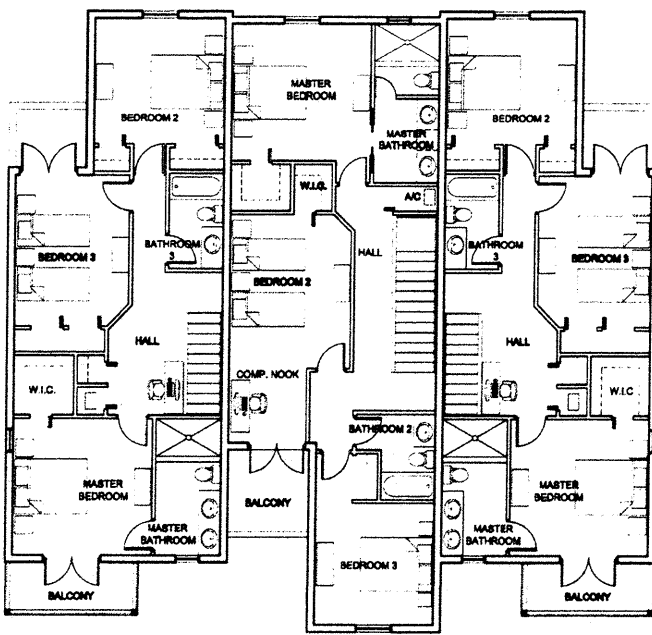 BEDROOM 2
MASTER
BEDROOM
MASTER
BATHROOM
BEDROOM 2
W.I.C.
A/C
BATHROOM
3
BEDROOM 3
HALL
BEDROOM 2
BATHROOM
3
BEDROOM 3
HALL
HALL
W.I.C.
COMP. NOOK
W.I.C
BATHROOM 2
MASTER
BEDROOM
MASTER
BATHROOM
BALCONY
MASTER
BEDROOM
MASTER
BATHROOM
BEDROOM 3
BALCONY
BALCONY